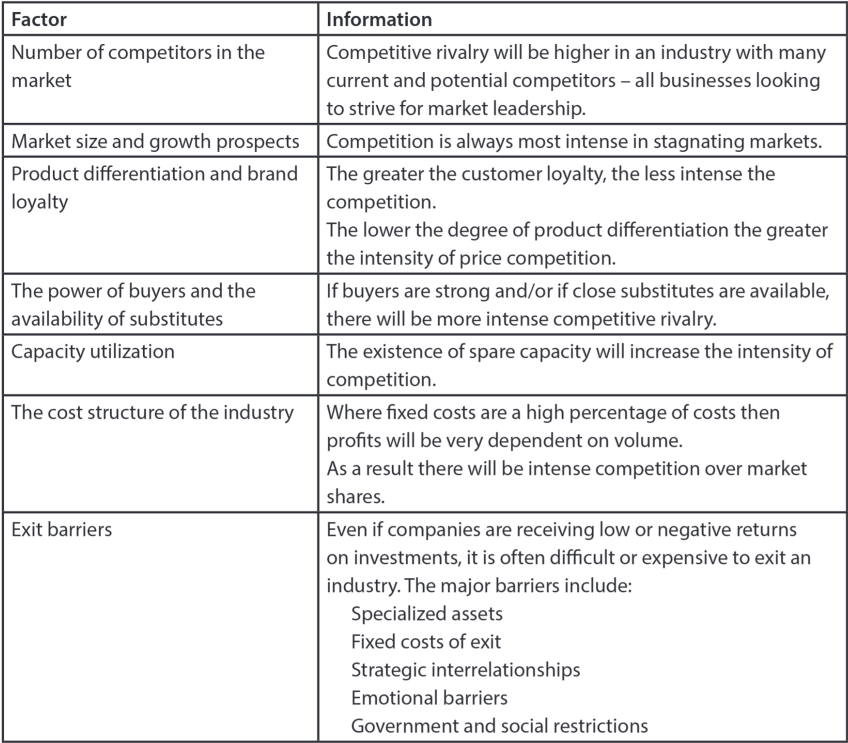 Factor
Information
Number of competitors in the
market
Competitive rivalry will be higher in an industry with many
current and potential competitors – all businesses looking
to strive for market leadership.
Market size and growth prospects
Competition is always most intense in stagnating markets.
Product differentiation and brand
loyalty
The greater the customer loyalty, the less intense the
competition.
The lower the degree of product differentiation the greater
the intensity of price competition.
The power of buyers and the
availability of substitutes
If buyers are strong and/or if close substitutes are available,
there will be more intense competitive rivalry.
Capacity utilization
The existence of spare capacity will increase the intensity of
competition.
The cost structure of the industry
Where fixed costs are a high percentage of costs then
profits will be very dependent on volume.
As a result there will be intense competition over market
shares.
Exit barriers
Even if companies are receiving low or negative returns
on investments, it is often difficult or expensive to exit an
industry. The major barriers include:
Specialized assets
Fixed costs of exit
Strategic interrelationships
Emotional barriers
Government and social restrictions